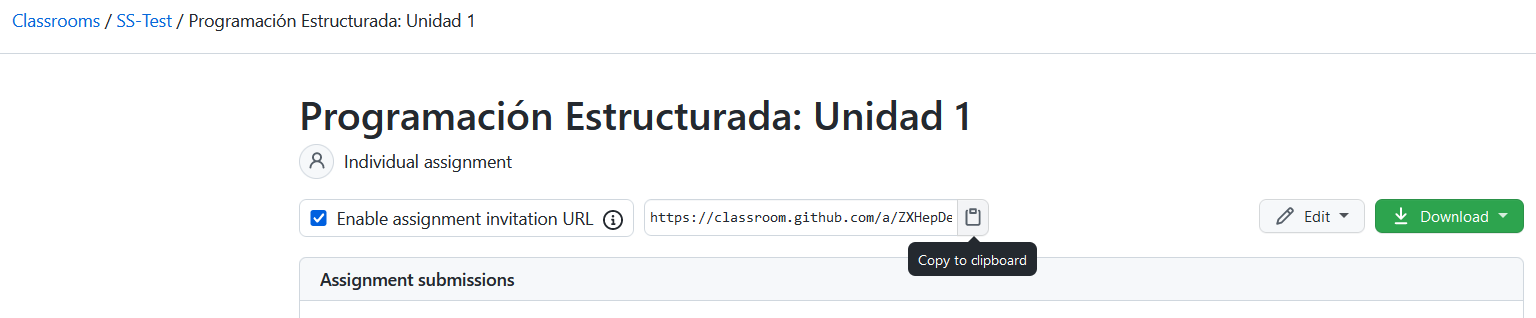 Classrooms / SS-Test / Programación Estructurada: Unidad 1
Programación Estructurada: Unidad 1
Individual assignment
Enable assignment invitation URL
https://classroom.github.com/a/ZXHepDe
Edit
Download
Copy to clipboard
Assignment submissions